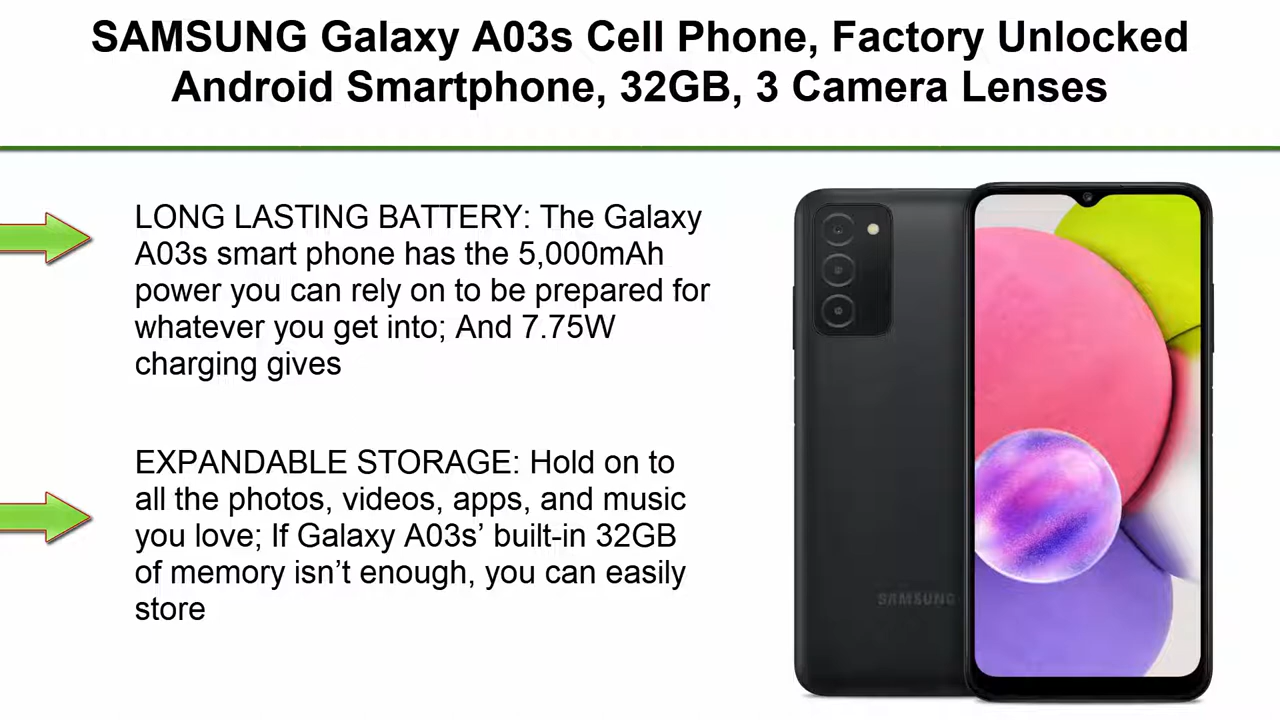 SAMSUNG Galaxy A03s Cell Phone, Factory Unlocked
Android Smartphone, 32GB, 3 Camera Lenses
LONG LASTING BATTERY: The Galaxy
A03s smart phone has the 5,000mAh
power you can rely on to be prepared for
whatever you get into; And 7.75W
charging gives
EXPANDABLE STORAGE: Hold on to
all the photos, videos, apps, and music
you love; If Galaxy A03s’ built-in 32GB
of memory isn’t enough, you can easily
store
SAMSUNG